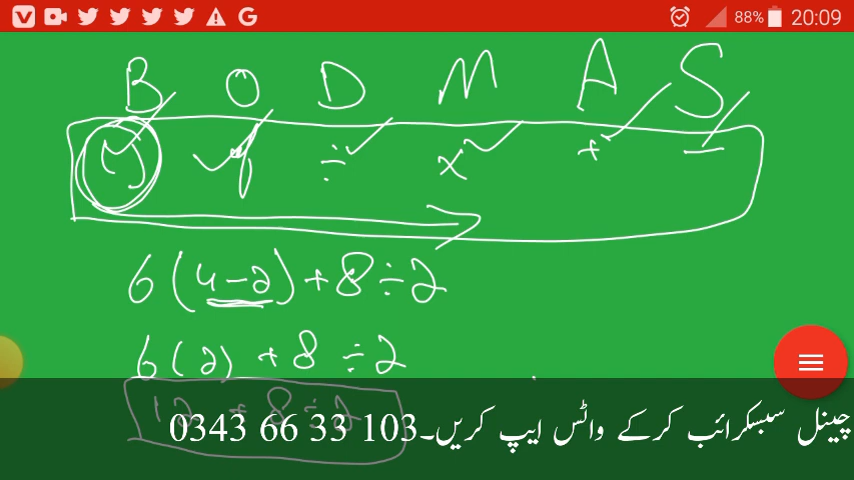 88% 20:09
B O D M A S
() ÷ × + −
6(4-2)+8÷2
6(2)+8÷2
12+8÷2
چینل سبسکرائب کرکے واٹس ایپ کریں۔103 33 66 0343